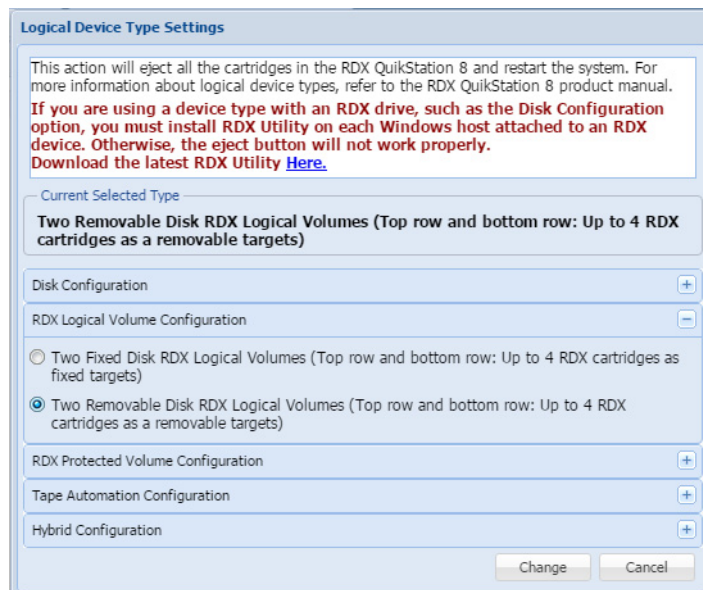 Logical Device Type Settings
This action will eject all the cartridges in the RDX QuikStation 8 and restart the system. For
more information about logical device types, refer to the RDX QuikStation 8 product manual.
If you are using a device type with an RDX drive, such as the Disk Configuration
option, you must install RDX Utility on each Windows host attached to an RDX
device. Otherwise, the eject button will not work properly.
Download the latest RDX Utility Here.
Current Selected Type
Two Removable Disk RDX Logical Volumes (Top row and bottom row: Up to 4 RDX
cartridges as a removable targets)
Disk Configuration
RDX Logical Volume Configuration
Two Fixed Disk RDX Logical Volumes (Top row and bottom row: Up to 4 RDX cartridges as
fixed targets)
Two Removable Disk RDX Logical Volumes (Top row and bottom row: Up to 4 RDX
cartridges as a removable targets)
RDX Protected Volume Configuration
Tape Automation Configuration
Hybrid Configuration
Change Cancel